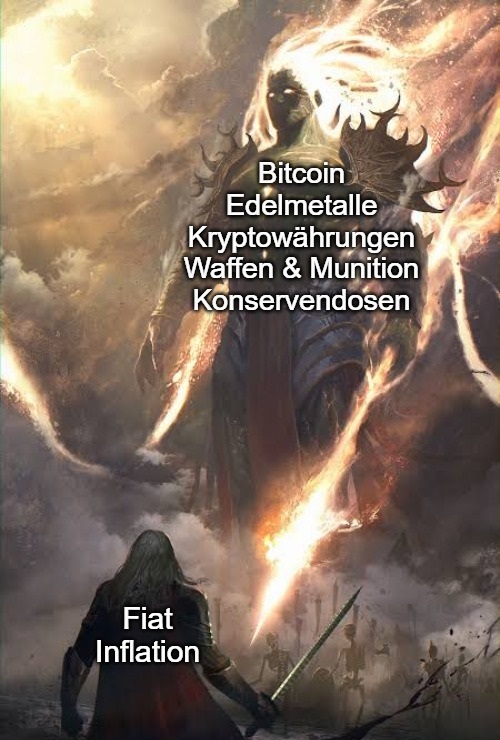 Bitcoin
Edelmetalle
Kryptowährungen
Waffen & Munition
Konservendosen
Fiat
Inflation